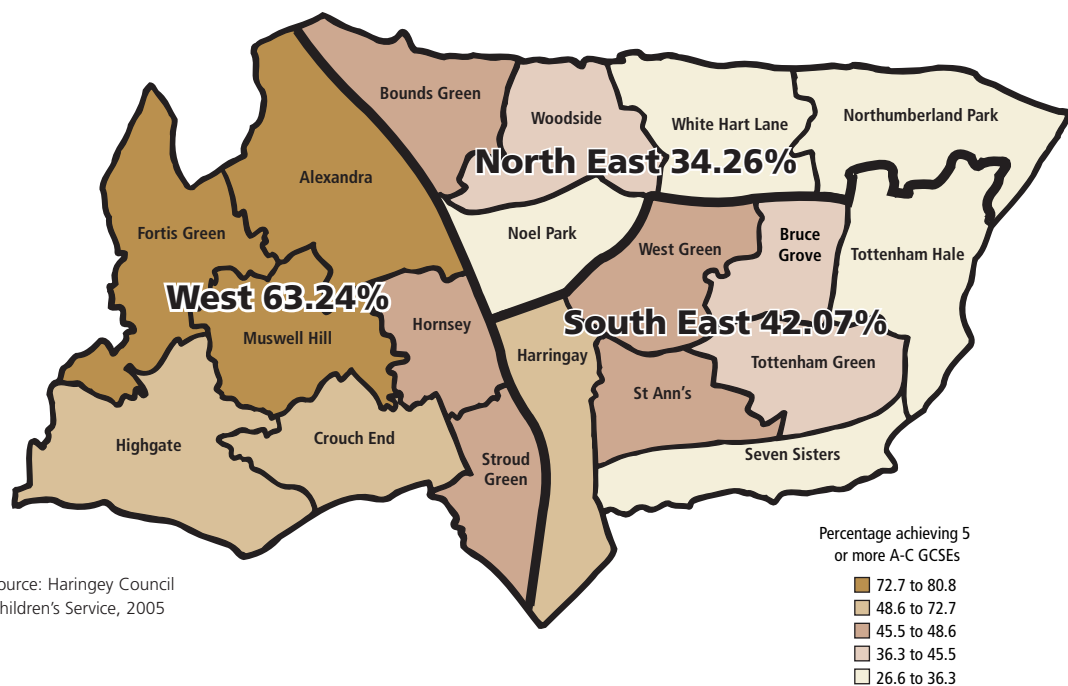 Bounds Green
Woodside
White Hart Lane
Northumberland Park
North East 34.26%
Alexandra
Fortis Green
Noel Park
West Green
Bruce
Grove
Tottenham Hale
West 63.24%
Muswell Hill
Hornsey
South East 42.07%
Harringay
Tottenham Green
St Ann's
Highgate
Crouch End
Stroud
Green
Seven Sisters
Percentage achieving 5
or more A-C GCSEs
72.7 to 80.8
48.6 to 72.7
45.5 to 48.6
36.3 to 45.5
26.6 to 36.3
ource: Haringey Council
hildren's Service, 2005